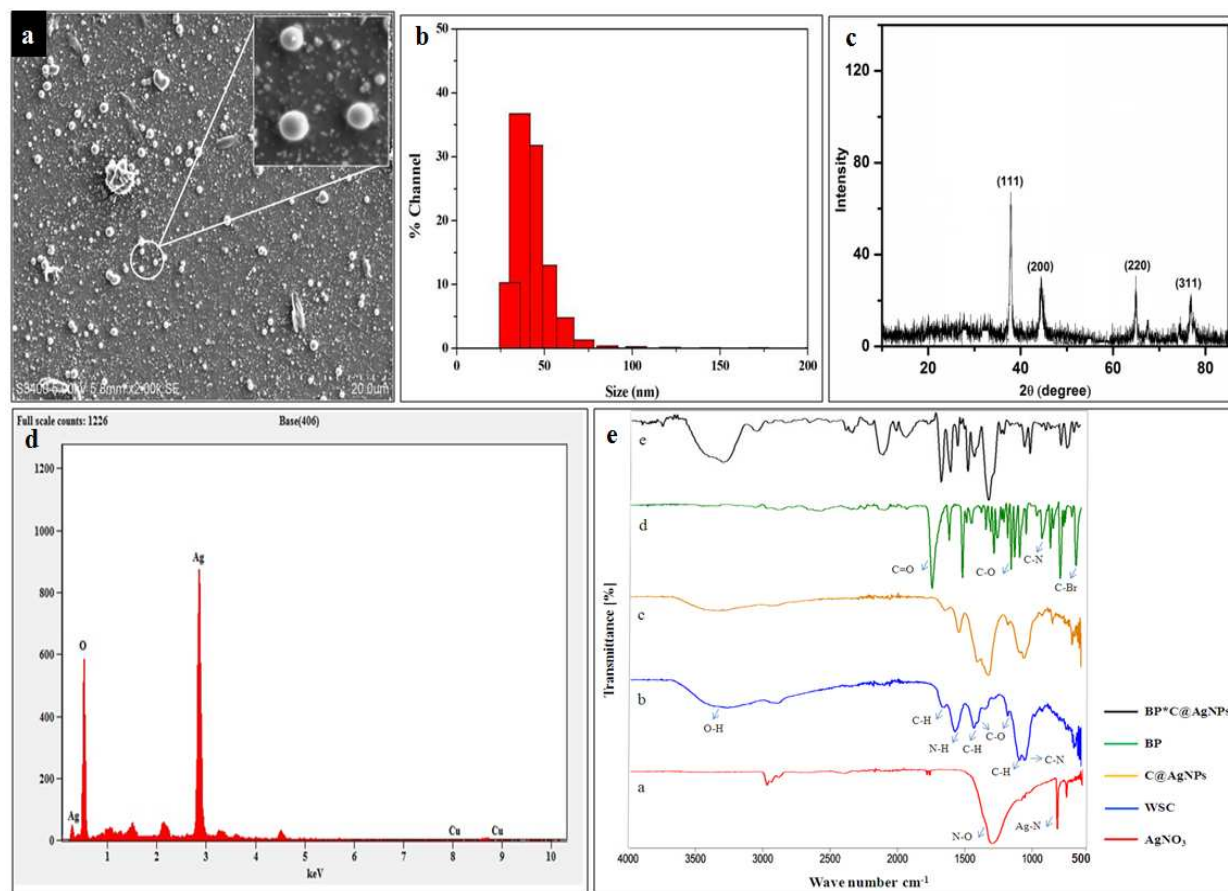 a
S3400 5.00kV 5.8mm x2.00k SE
20.0um
b
50
40
30
20
10
0
% Channel
0 50 100 150 200
Size (nm)
c
120
80
40
0
Intensity
(111)
(200)
(220)
(311)
20 40 60 80
2θ (degree)
Full scale counts: 1226 Base(406)
d
1200
1000
800
600
400
200
0
Ag
O
Ag
Cu
Cu
0 1 2 3 4 5 6 7 8 9 10
keV
e
Transmittance [%]
e
d
C=O
C-O
C-N
C-Br
c
b
O-H
C-H
N-H
C-H
C-O
C-H
C-N
a
N-O
Ag-N
4000 3000 2500 2000 1500 1000 500
Wave number cm⁻¹
BP*C@AgNPs
BP
C@AgNPs
WSC
AgNO₃